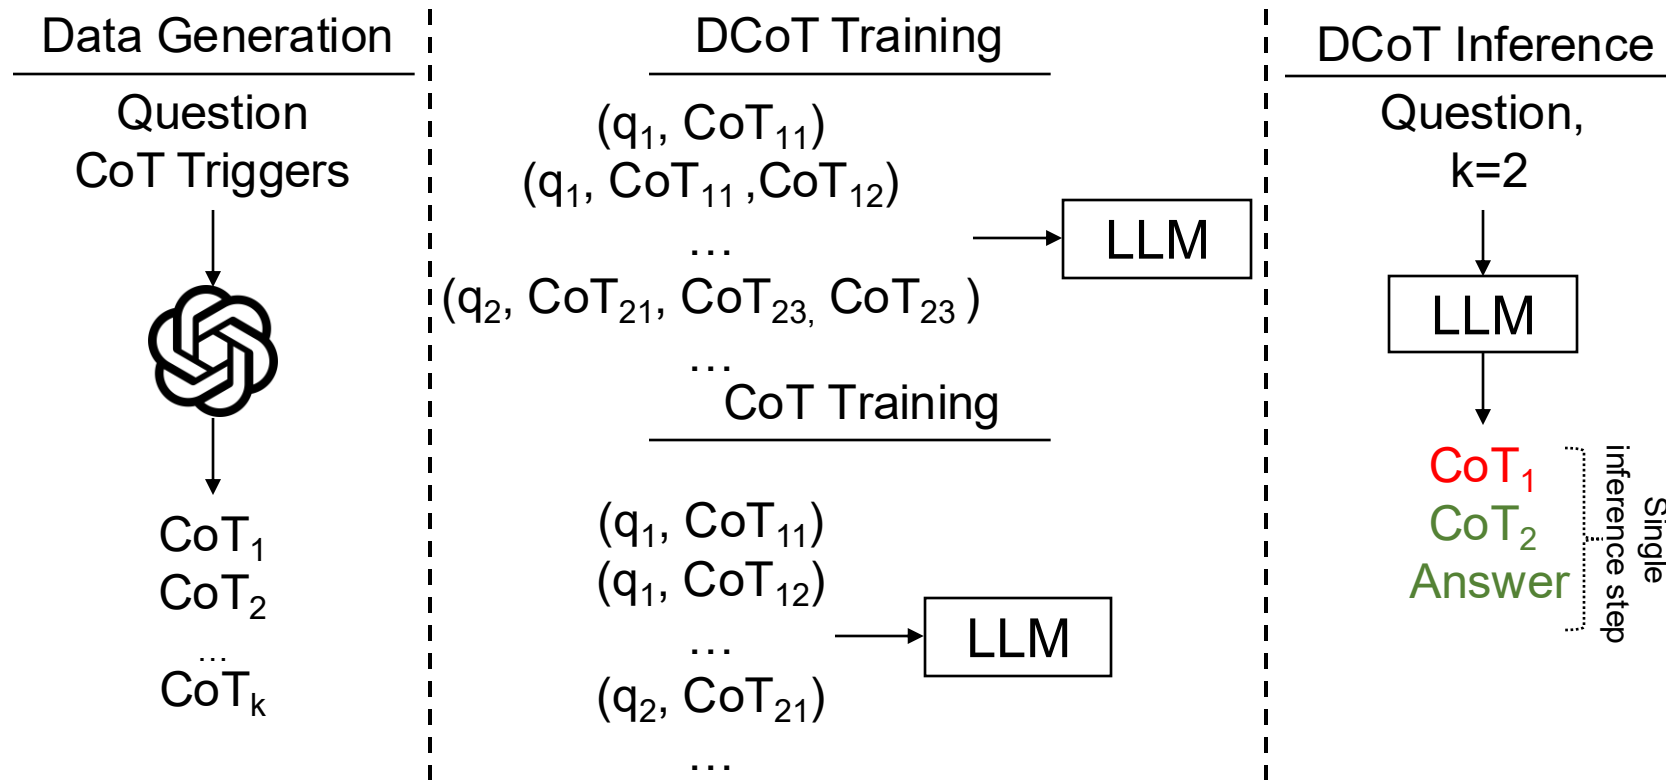 Data Generation
Question
CoT Triggers
CoT₁
CoT₂
...
CoTₖ
DCoT Training
(q₁, CoT₁₁)
(q₁, CoT₁₁ ,CoT₁₂)
...
(q₂, CoT₂₁, CoT₂₃, CoT₂₃ )
...
LLM
CoT Training
(q₁, CoT₁₁)
(q₁, CoT₁₂)
...
(q₂, CoT₂₁)
...
LLM
DCoT Inference
Question,
k=2
LLM
CoT₁
CoT₂
Answer
Single
inference step